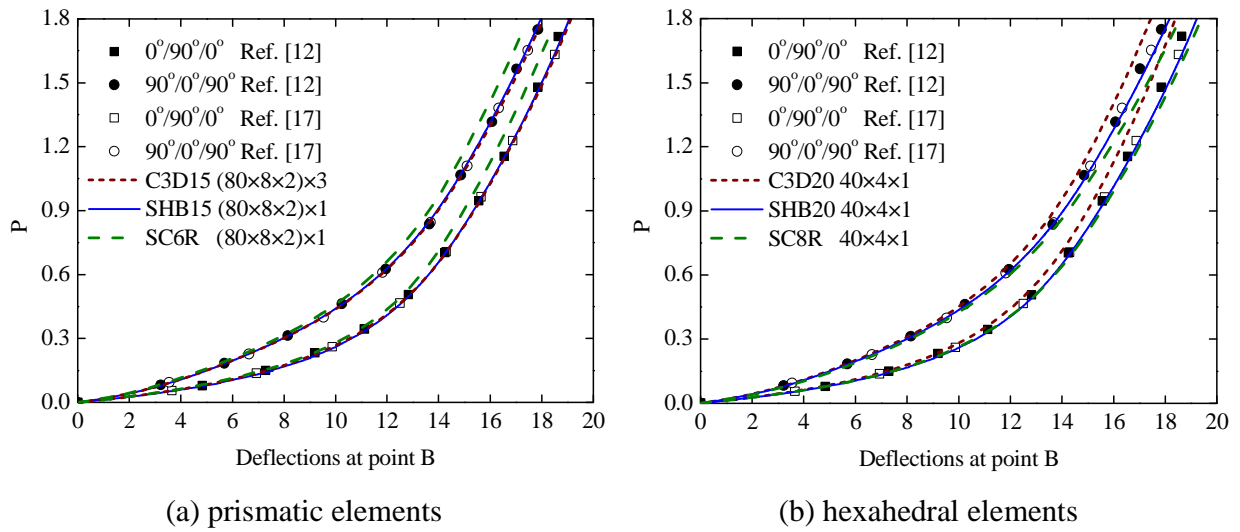 1.8
1.5
1.2
0.9
0.6
0.3
0.0
P
0°/90°/0° Ref. [12]
90°/0°/90° Ref. [12]
0°/90°/0° Ref. [17]
90°/0°/90° Ref. [17]
C3D15 (80×8×2)×3
SHB15 (80×8×2)×1
SC6R (80×8×2)×1
0 2 4 6 8 10 12 14 16 18 20
Deflections at point B
(a) prismatic elements
1.8
1.5
1.2
0.9
0.6
0.3
0.0
P
0°/90°/0° Ref. [12]
90°/0°/90° Ref. [12]
0°/90°/0° Ref. [17]
90°/0°/90° Ref. [17]
C3D20 40×4×1
SHB20 40×4×1
SC8R 40×4×1
0 2 4 6 8 10 12 14 16 18 20
Deflections at point B
(b) hexahedral elements